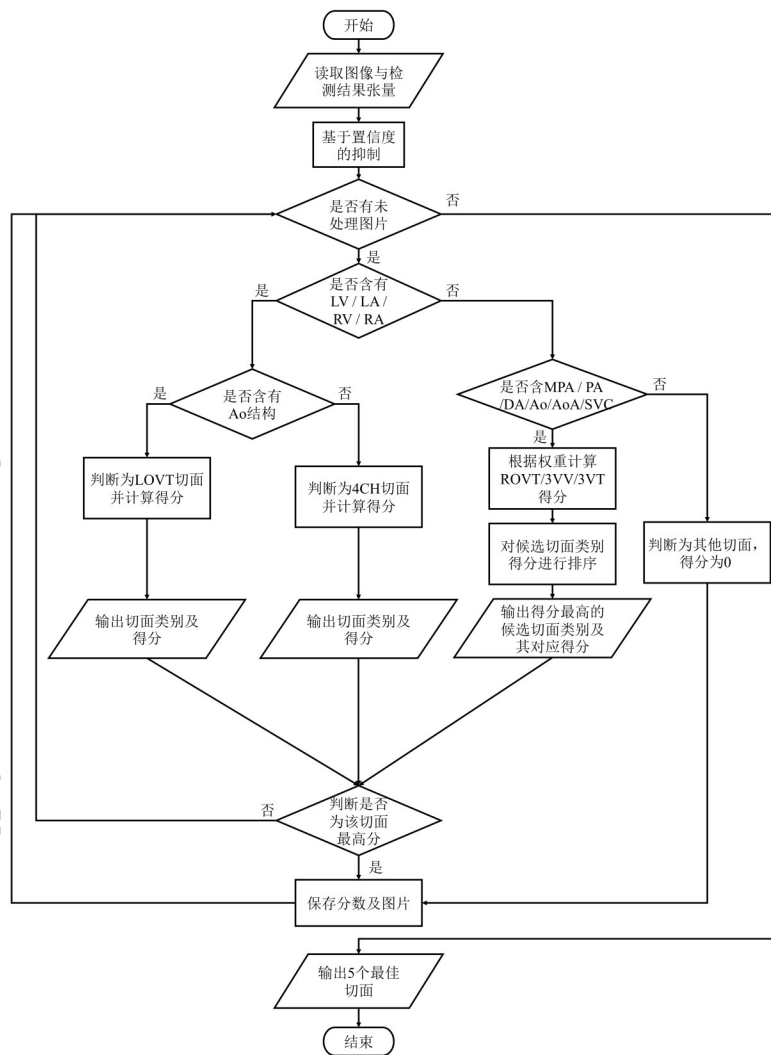 开始
读取图像与检
测结果张量
基于置信度
的抑制
是否有未
处理图片
否
是
是否含有
LV / LA /
RV / RA
是
否
是否含有
Ao结构
是
否
是否含MPA / PA
/DA/Ao/AoA/SVC
否
是
判断为LOVT切面
并计算得分
判断为4CH切面
并计算得分
根据权重计算
ROVT/3VV/3VT
得分
对候选切面类别
得分进行排序
判断为其他切面，
得分为0
输出切面类别及
得分
输出切面类别及
得分
输出得分最高的
候选切面类别及
其对应得分
判断是否
为该切面
最高分
否
是
保存分数及图片
输出5个最佳
切面
结束